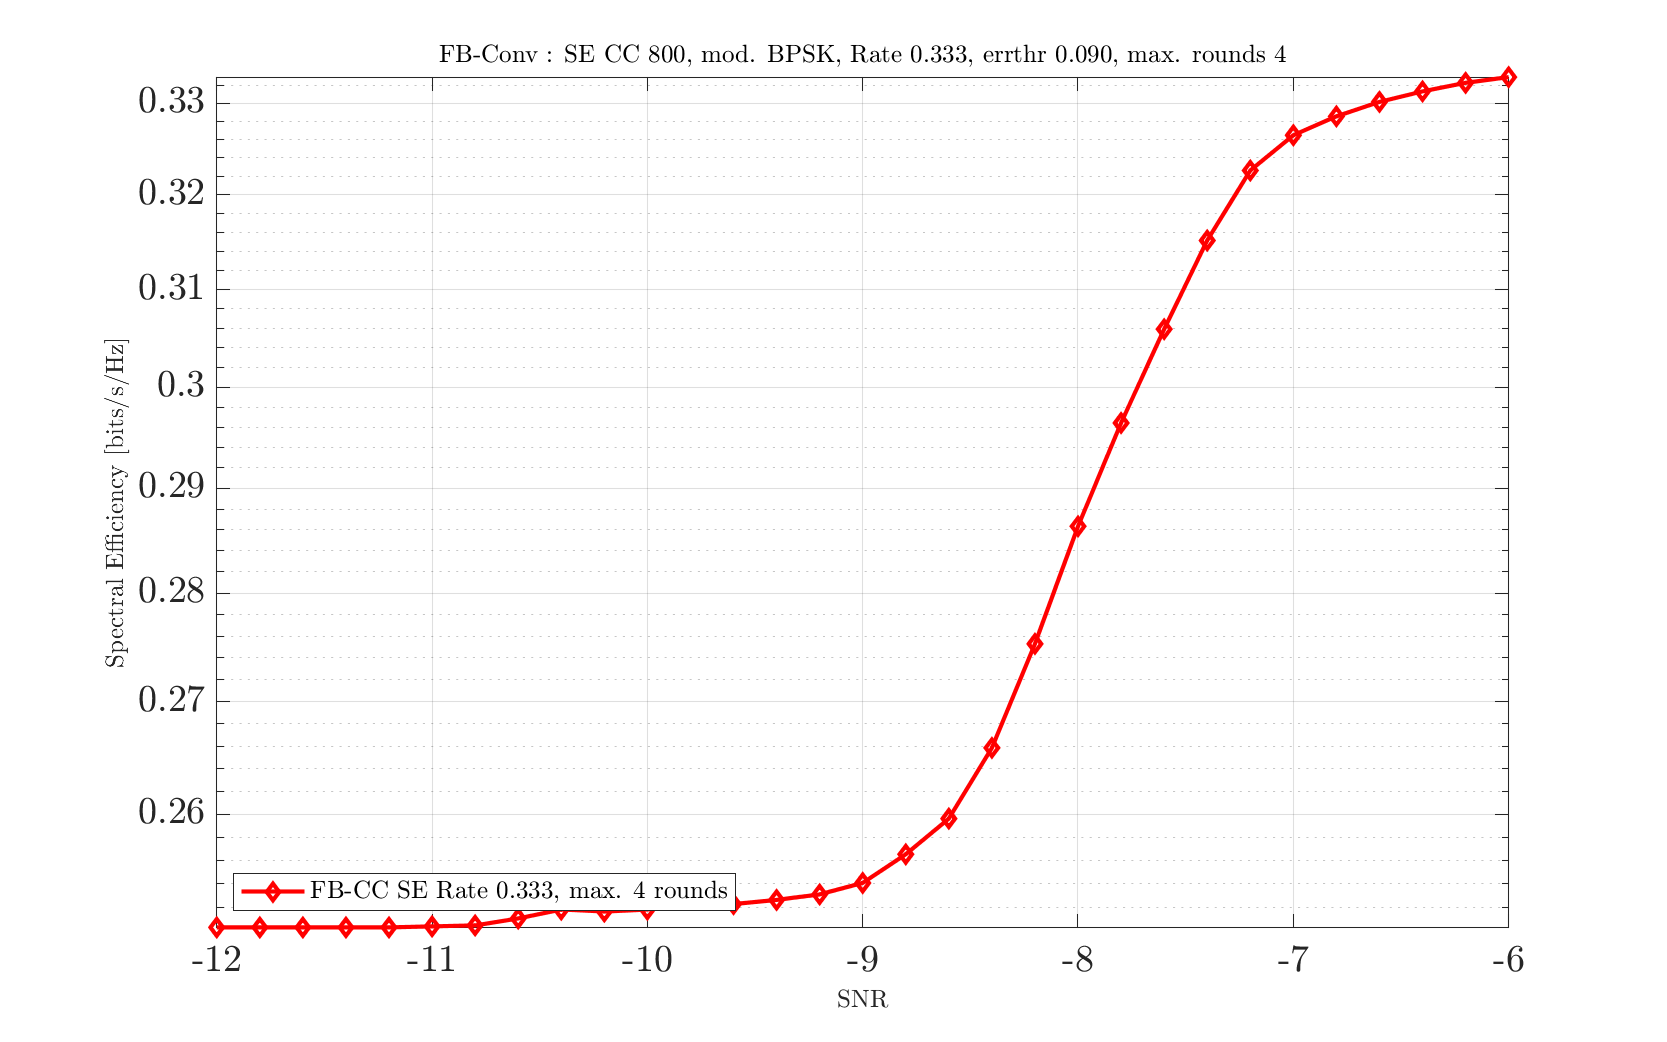 FB-Conv : SE CC 800, mod. BPSK, Rate 0.333, errthr 0.090, max. rounds 4
0.33
0.32
0.31
0.3
0.29
0.28
0.27
0.26
Spectral Efficiency [bits/s/Hz]
FB-CC SE Rate 0.333, max. 4 rounds
-12 -11 -10 -9 -8 -7 -6
SNR